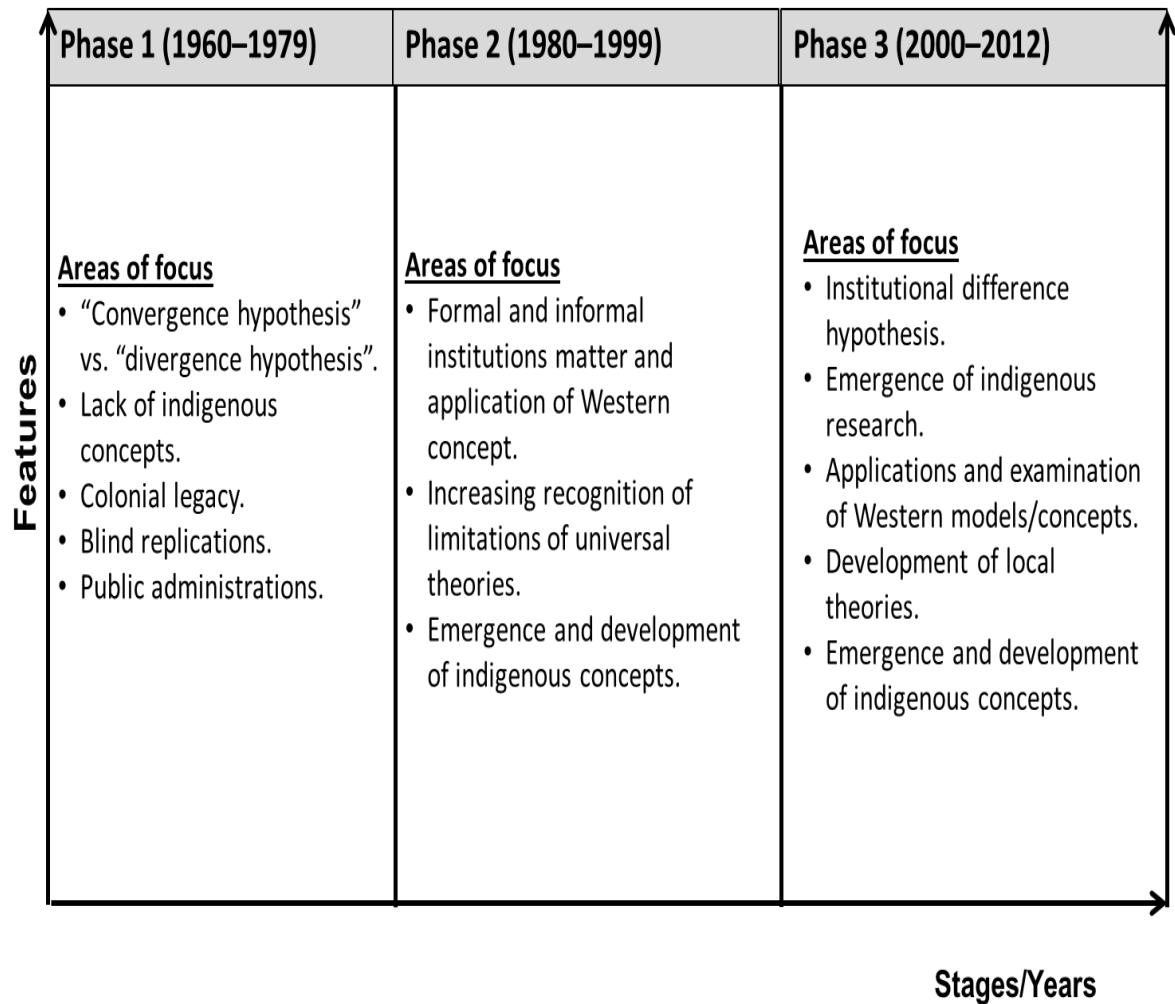 Phase 1 (1960–1979)
Phase 2 (1980–1999)
Phase 3 (2000–2012)
Features
Areas of focus
• “Convergence hypothesis”
vs. “divergence hypothesis”.
• Lack of indigenous
concepts.
• Colonial legacy.
• Blind replications.
• Public administrations.
Areas of focus
• Formal and informal
institutions matter and
application of Western
concept.
• Increasing recognition of
limitations of universal
theories.
• Emergence and development
of indigenous concepts.
Areas of focus
• Institutional difference
hypothesis.
• Emergence of indigenous
research.
• Applications and examination
of Western models/concepts.
• Development of local
theories.
• Emergence and development
of indigenous concepts.
Stages/Years